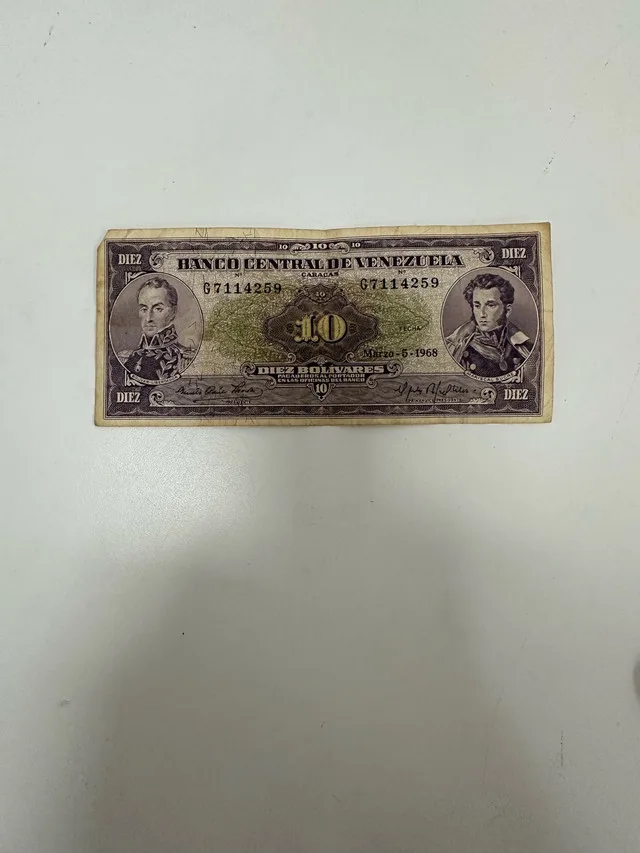 10 10 10
DIEZ DIEZ
BANCO CENTRAL DE VENEZUELA
Nº CARACAS Nº
G7114259 G7114259
10
FECHA
Marzo-5-1968
DIEZ BOLIVARES
PAGADEROS AL PORTADOR
EN LAS OFICINAS DEL BANCO
DIEZ 10 DIEZ